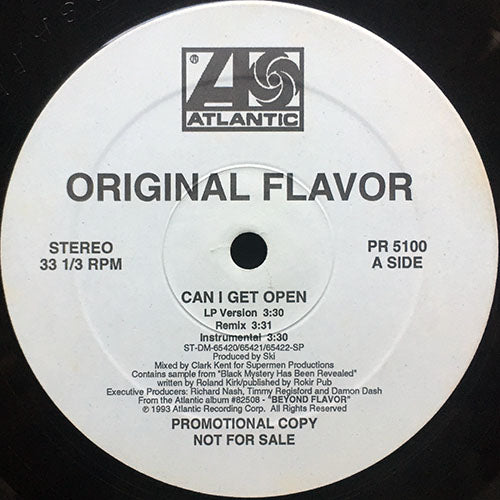 ATLANTIC
ORIGINAL FLAVOR
STEREO
33 1/3 RPM
PR 5100
A SIDE
CAN I GET OPEN
LP Version 3:30
Remix 3:31
Instrumental 3:30
ST-DM-65420/65421/65422-SP
Produced by Ski
Mixed by Clark Kent for Supermen Productions
Contains sample from "Black Mystery Has Been Revealed"
written by Roland Kirk/published by Rokir Pub
Executive Producers: Richard Nash, Timmy Regisford and Damon Dash
From the Atlantic album #82508 - "BEYOND FLAVOR"
℗ 1993 Atlantic Recording Corp. All Rights Reserved
PROMOTIONAL COPY
NOT FOR SALE